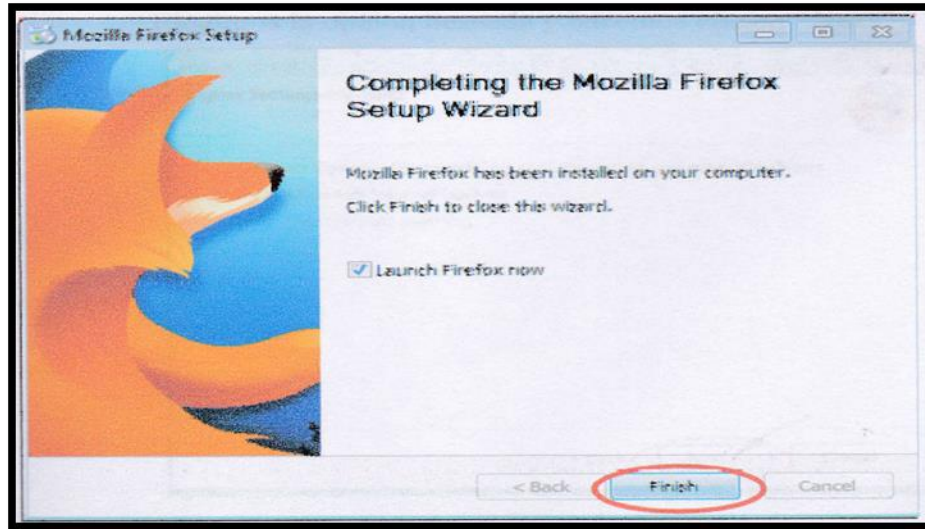 Mozilla Firefox Setup
Completing the Mozilla Firefox
Setup Wizard
Mozilla Firefox has been installed on your computer.
Click Finish to close this wizard.
Launch Firefox now
< Back
Finish
Cancel